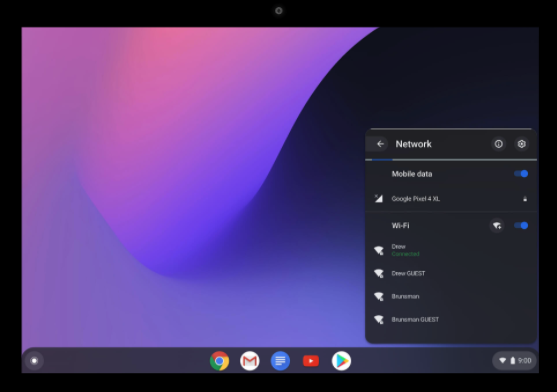 Network
Mobile data
Google Pixel 4 XL
Wi-Fi
Drew
Connected
Drew GUEST
Brunsman
Brunsman GUEST
9:00